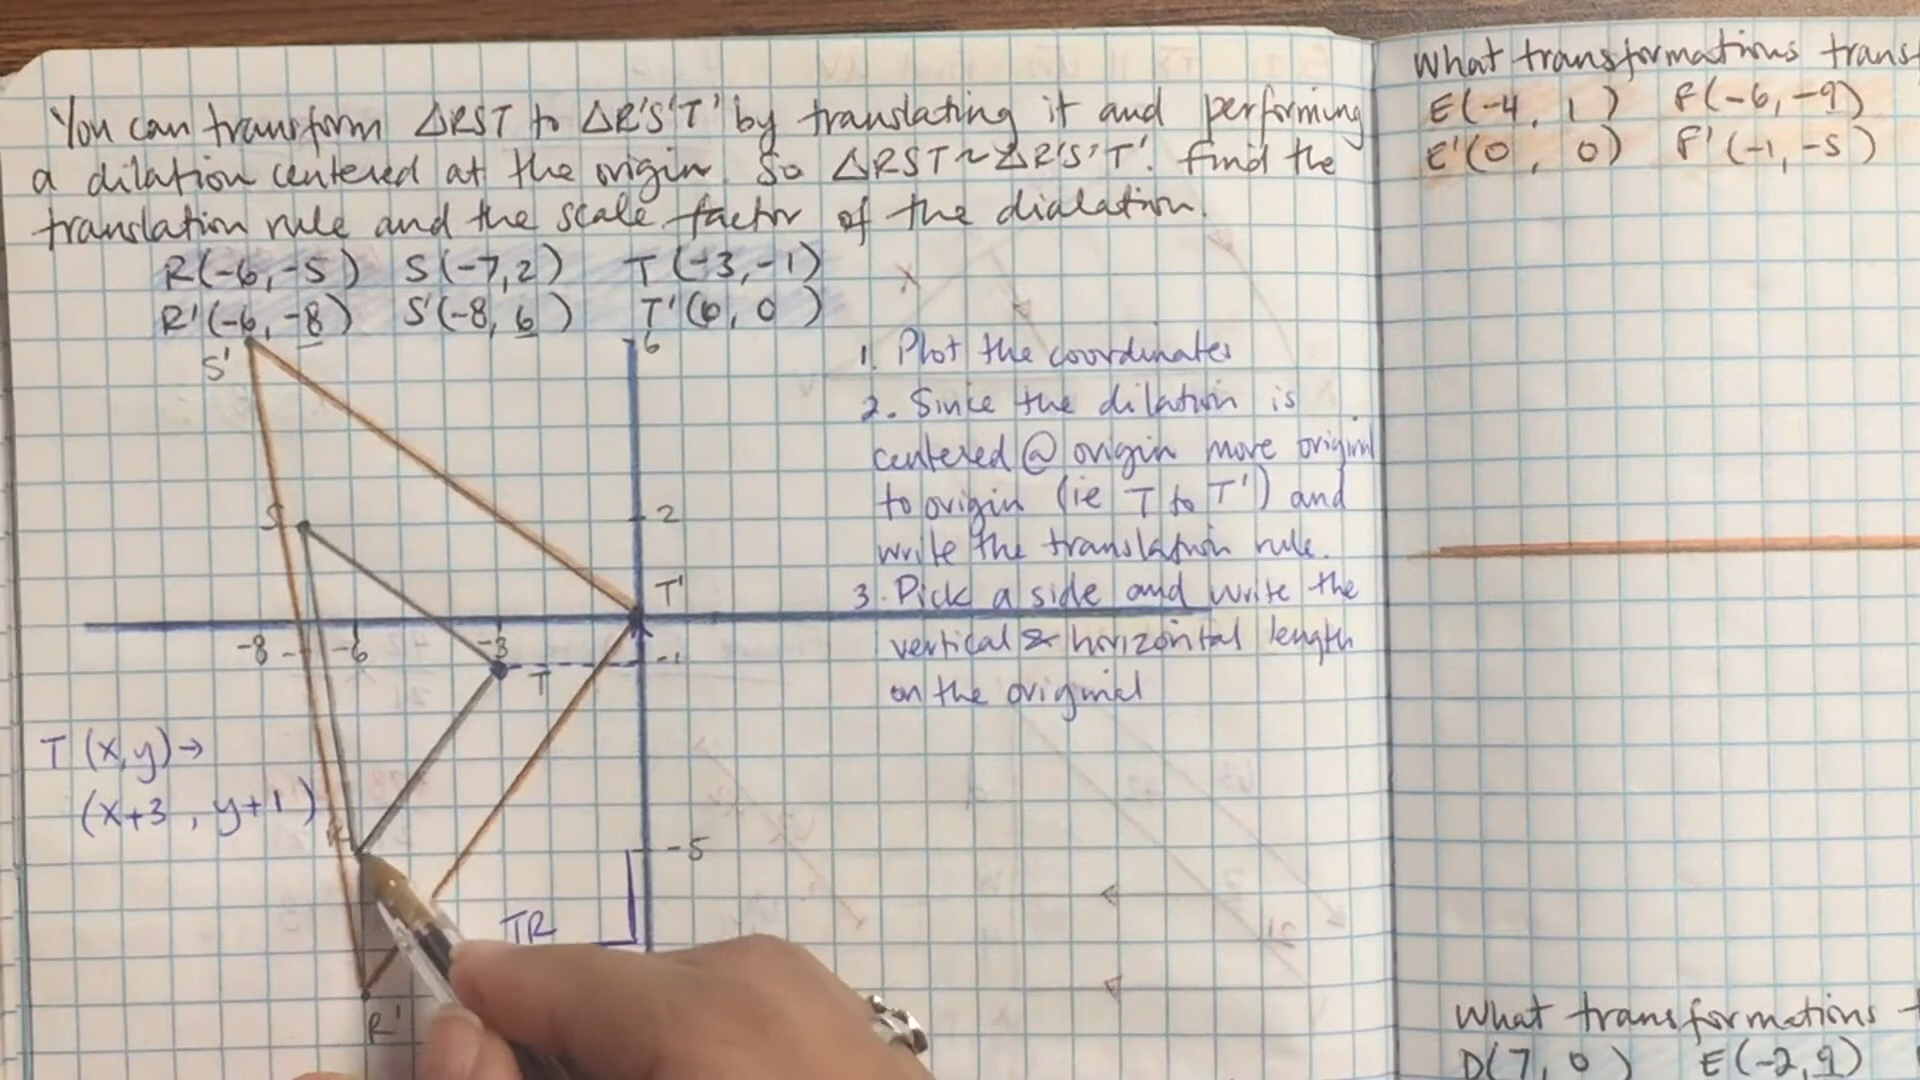 You can transform △RST to △R'S'T' by translating it and performing
a dilation centered at the origin. So △RST ~ △R'S'T'. find the
translation rule and the scale factor of the dialation.
R(-6,-5) S(-7,2) T(-3,-1)
R'(-6,-8) S'(-8,6) T'(0,0)
6
S'
S
2
T'
-8 -6 -3
-1
T
T(x,y)→
(x+3, y+1)
R
-5
TR
R'
1. Plot the coordinates
2. Since the dilation is
centered @ origin move origin
to origin (ie T to T') and
write the translation rule.
3. Pick a side and write the
vertical & horizontal length
on the original
What transformations trans
E(-4, 1) F(-6,-9)
E'(0, 0) F'(-1,-5)
What transformations
D(7, 0) E(-2,9)